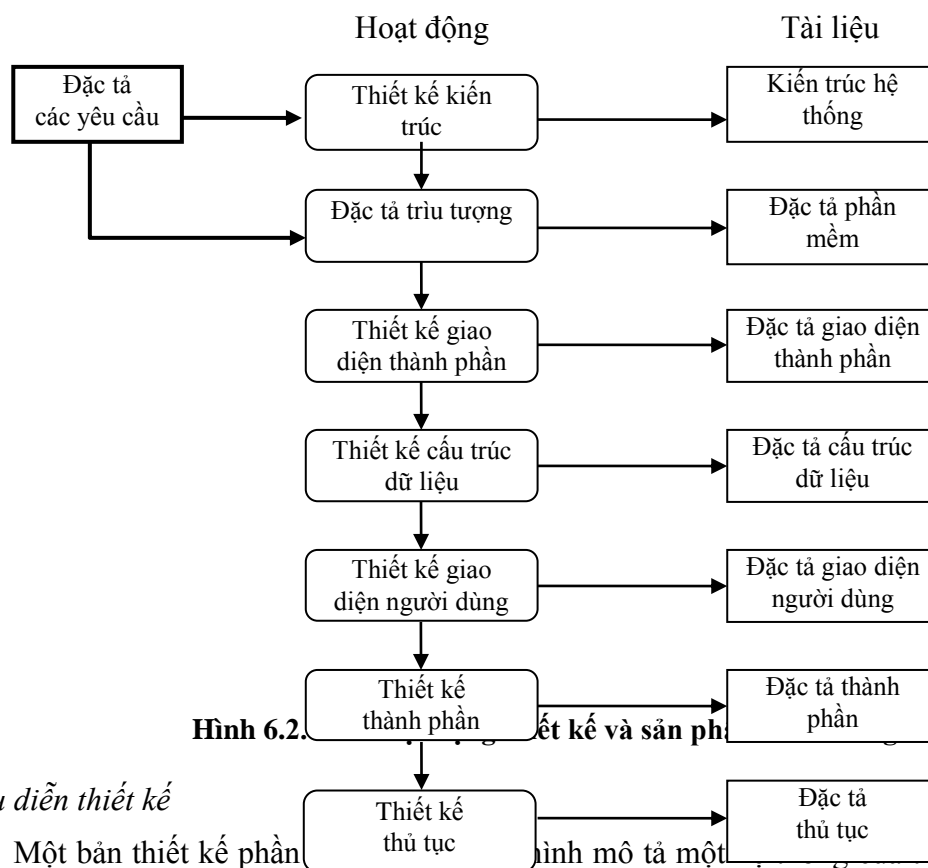 Hoạt động
Tài liệu
Đặc tả
các yêu cầu
Thiết kế kiến
trúc
Kiến trúc hệ
thống
Đặc tả trìu tượng
Đặc tả phần
mềm
Thiết kế giao
diện thành phần
Đặc tả giao diện
thành phần
Thiết kế cấu trúc
dữ liệu
Đặc tả cấu trúc
dữ liệu
Thiết kế giao
diện người dùng
Đặc tả giao diện
người dùng
Thiết kế
thành phần
Đặc tả thành
phần
Hình 6.2. kế và sản
diễn thiết kế
Thiết kế
thủ tục
Đặc tả
thủ tục
Một bản thiết kế phần hình mô tả một